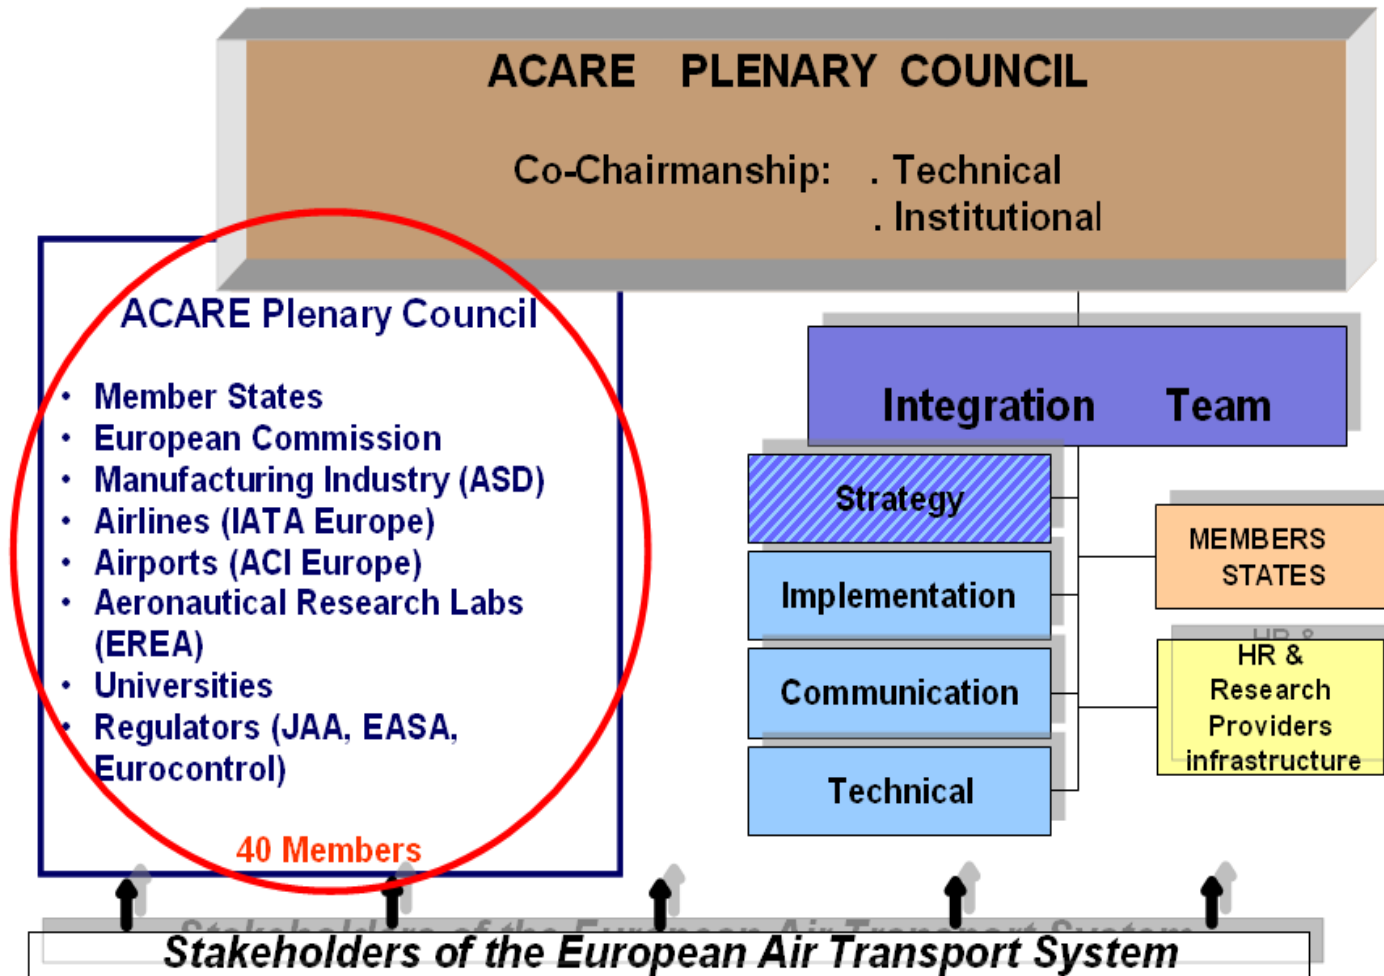 ACARE PLENARY COUNCIL
Co-Chairmanship: . Technical
. Institutional
ACARE Plenary Council
• Member States
• European Commission
• Manufacturing Industry (ASD)
• Airlines (IATA Europe)
• Airports (ACI Europe)
• Aeronautical Research Labs
(EREA)
• Universities
• Regulators (JAA, EASA,
Eurocontrol)
40 Members
Integration Team
Strategy
Implementation
Communication
Technical
MEMBERS
STATES
HR &
Research
Providers
infrastructure
Stakeholders of the European Air Transport System